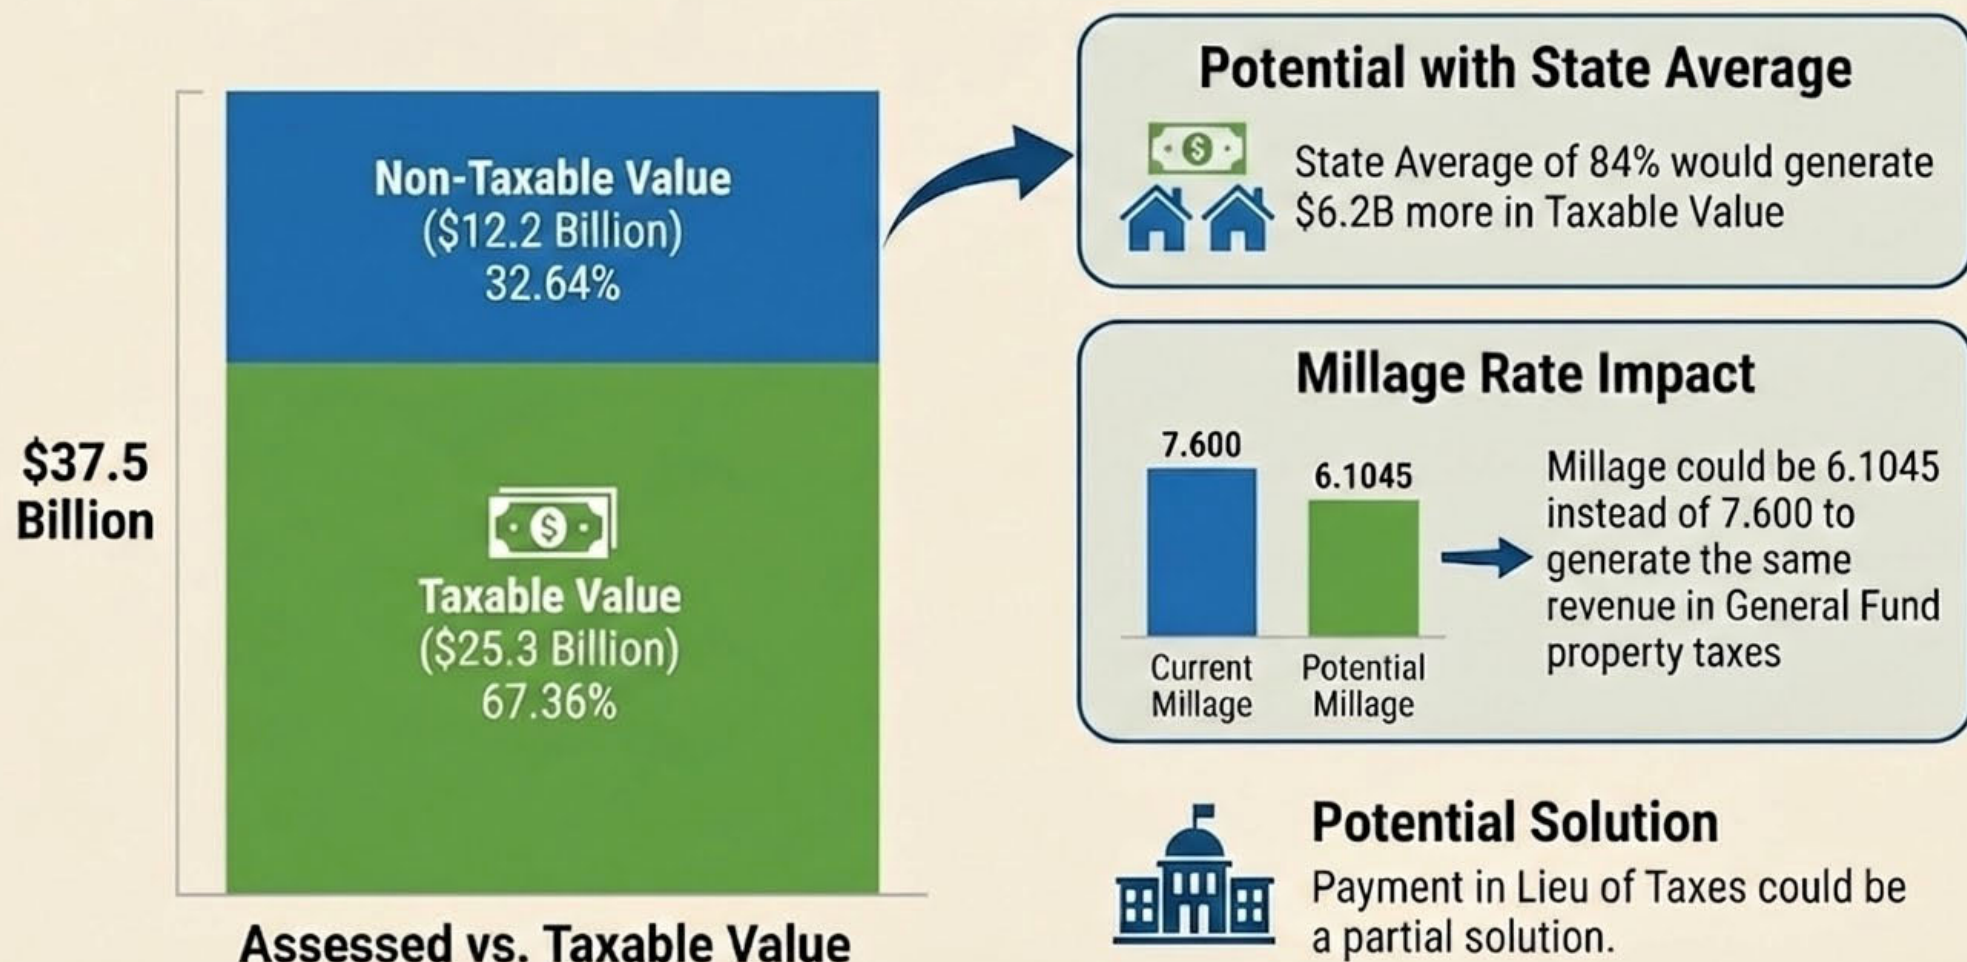 $37.5
Billion
Non-Taxable Value
($12.2 Billion)
32.64%
Taxable Value
($25.3 Billion)
67.36%
Assessed vs. Taxable Value
Potential with State Average
State Average of 84% would generate
$6.2B more in Taxable Value
Millage Rate Impact
7.600
6.1045
Current
Millage
Potential
Millage
Millage could be 6.1045
instead of 7.600 to
generate the same
revenue in General Fund
property taxes
Potential Solution
Payment in Lieu of Taxes could be
a partial solution.